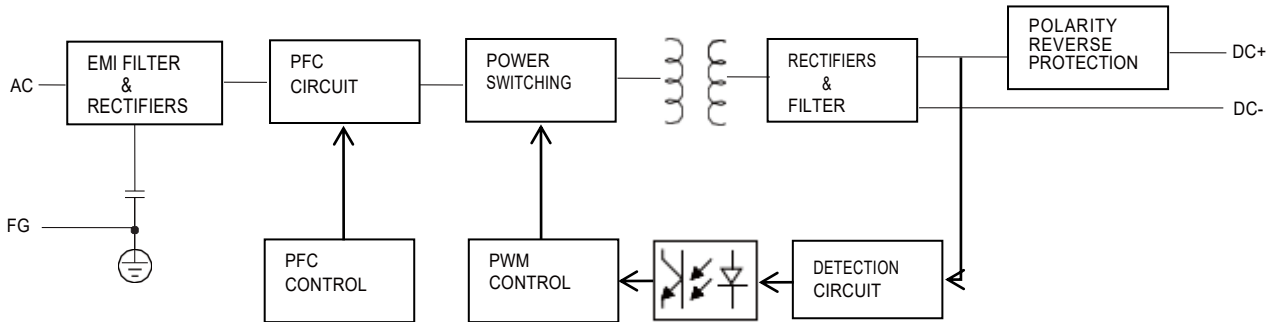 AC
EMI FILTER
&
RECTIFIERS
PFC
CIRCUIT
POWER
SWITCHING
RECTIFIERS
&
FILTER
POLARITY
REVERSE
PROTECTION
DC+
DC-
FG
PFC
CONTROL
PWM
CONTROL
DETECTION
CIRCUIT